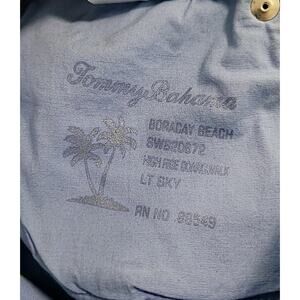 Tommy Bahama
BORACAY BEACH
SW820672
HIGH RISE BOARDWALK
LT SKY
RN NO. 88549